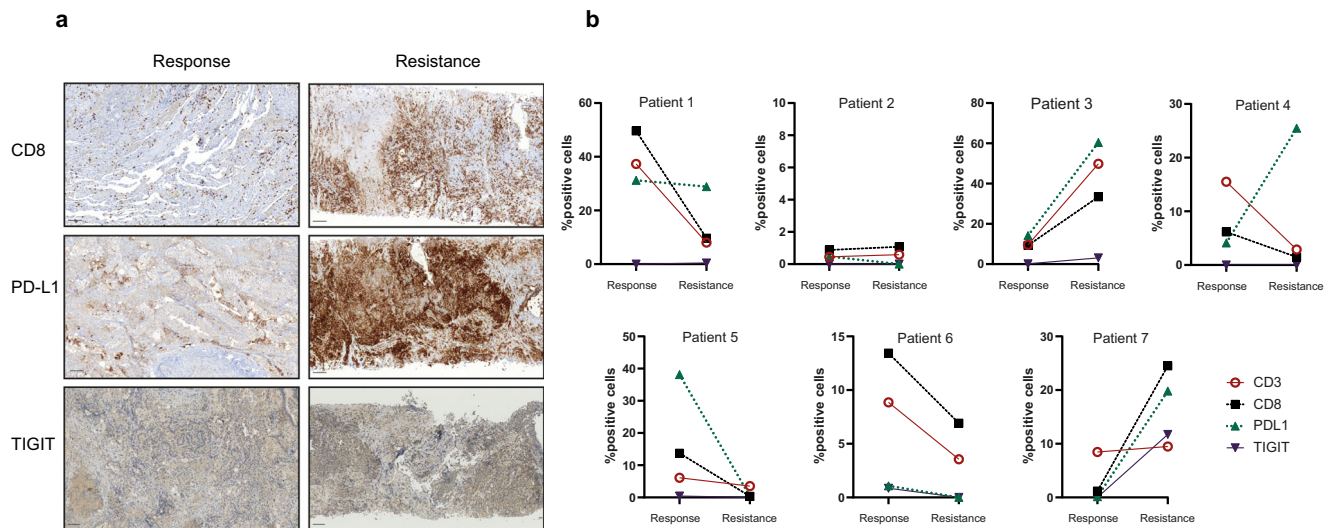 a
b
Response
Resistance
CD8
PD-L1
TIGIT
Patient 1
%positive cells
60
40
20
0
Response
Resistance
Patient 2
%positive cells
10
8
6
4
2
0
Response
Resistance
Patient 3
%positive cells
80
60
40
20
0
Response
Resistance
Patient 4
%positive cells
30
20
10
0
Response
Resistance
Patient 5
%positive cells
50
40
30
20
10
0
Response
Resistance
Patient 6
%positive cells
15
10
5
0
Response
Resistance
Patient 7
%positive cells
30
20
10
0
Response
Resistance
CD3
CD8
PDL1
TIGIT